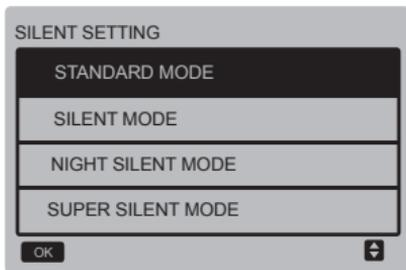 SILENT SETTING
STANDARD MODE
SILENT MODE
NIGHT SILENT MODE
SUPER SILENT MODE
OK